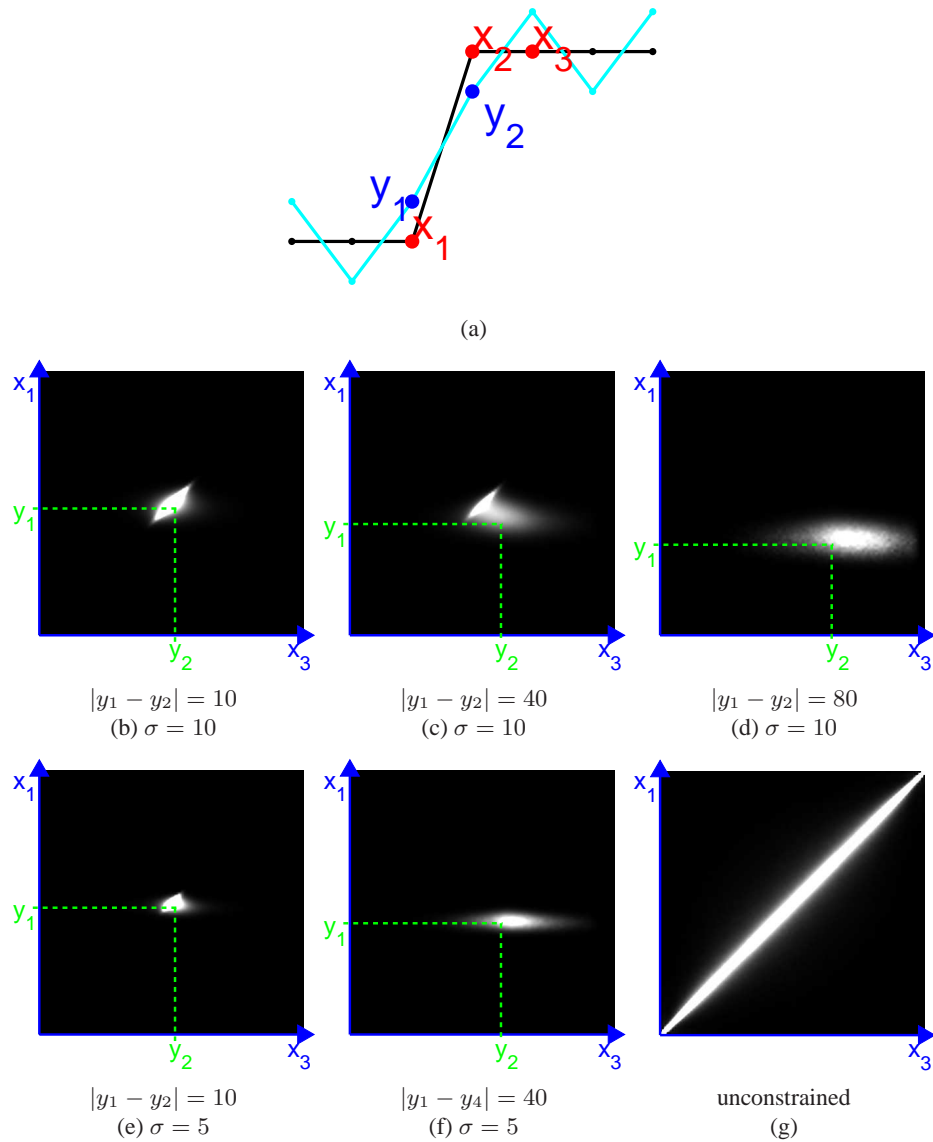 x2 x3
y2
y1
x1
(a)
x1 x1 x1
y1 y1 y1
y2 x3 y2 x3 y2 x3
|y1 − y2| = 10 |y1 − y2| = 40 |y1 − y2| = 80
(b) σ = 10 (c) σ = 10 (d) σ = 10
x1 x1 x1
y1 y1
y2 x3 y2 x3 x3
|y1 − y2| = 10 |y1 − y4| = 40 unconstrained
(e) σ = 5 (f) σ = 5 (g)